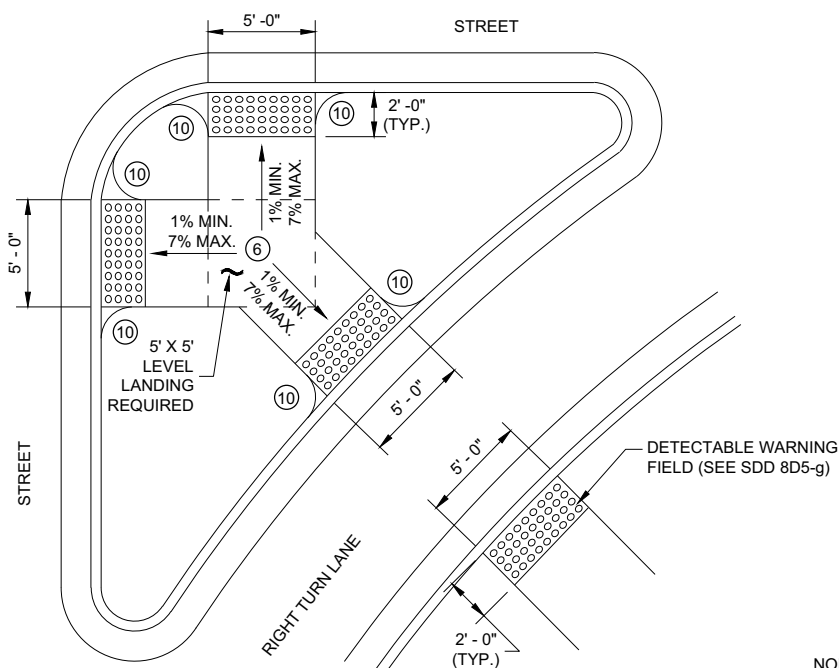 5' -0"
STREET
2' -0"
(TYP.)
10
10
10
1% MIN.
7% MAX.
1% MIN.
7% MAX.
6
5' - 0"
1% MIN.
7% MAX.
10
10
10
5' X 5'
LEVEL
LANDING
REQUIRED
5' - 0"
STREET
5' - 0"
DETECTABLE WARNING
FIELD (SEE SDD 8D5-g)
RIGHT TURN LANE
2' - 0"
(TYP.)
NO